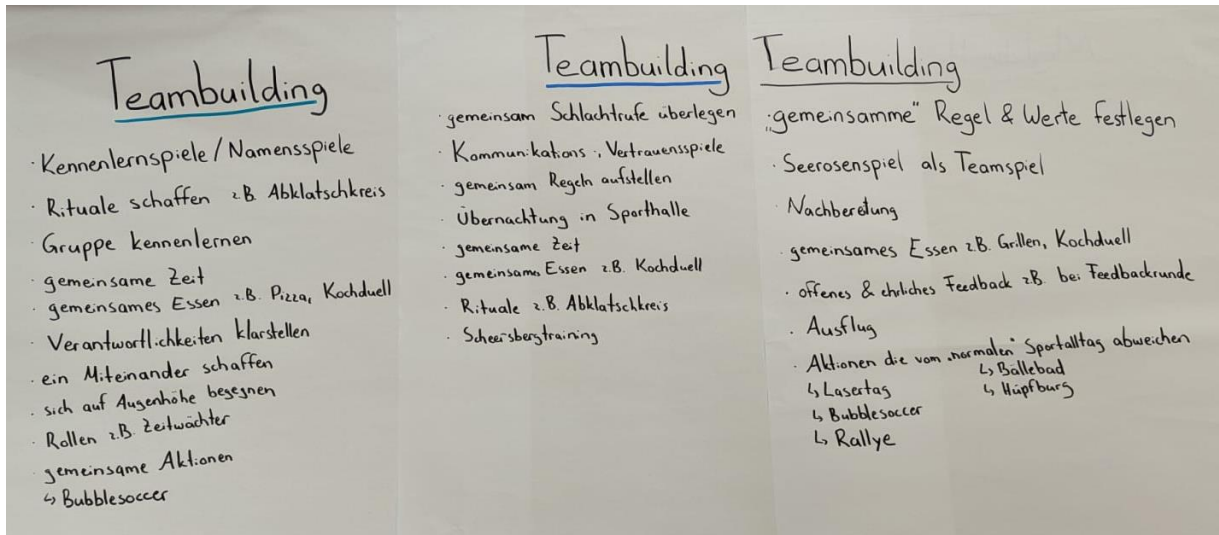 Teambuilding
· Kennenlernspiele / Namensspiele
· Rituale schaffen z.B. Abklatschkreis
· Gruppe kennenlernen
· gemeinsame Zeit
· gemeinsames Essen z.B. Pizza, Kochduell
· Verantwortlichkeiten klarstellen
· ein Miteinander schaffen
· sich auf Augenhöhe begegnen
· Rollen z.B. Zeitwächter
· gemeinsame Aktionen
↳ Bubblesoccer
Teambuilding
· gemeinsam Schlachtrufe überlegen
· Kommunikations-, Vertrauensspiele
· gemeinsam Regeln aufstellen
· Übernachtung in Sporthalle
· gemeinsame Zeit
· gemeinsames Essen z.B. Kochduell
· Rituale z.B. Abklatschkreis
· Scheersbergtraining
Teambuilding
· „gemeinsamme" Regel & Werte festlegen
· Seerosenspiel als Teamspiel
· Nachbereitung
· gemeinsames Essen z.B. Grillen, Kochduell
· offenes & ehrliches Feedback z.B. bei Feedbackrunde
· Ausflug
· Aktionen die vom „normalen" Sportalltag abweichen
↳ Lasertag
↳ Bubblesoccer
↳ Rallye
↳ Bällebad
↳ Hüpfburg